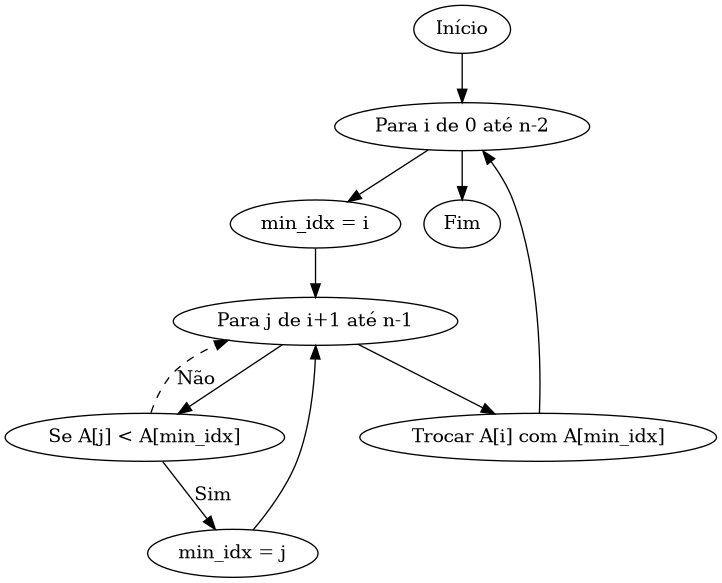 Início
Para i de 0 até n-2
min_idx = i
Fim
Para j de i+1 até n-1
Não
Se A[j] < A[min_idx]
Trocar A[i] com A[min_idx]
Sim
min_idx = j